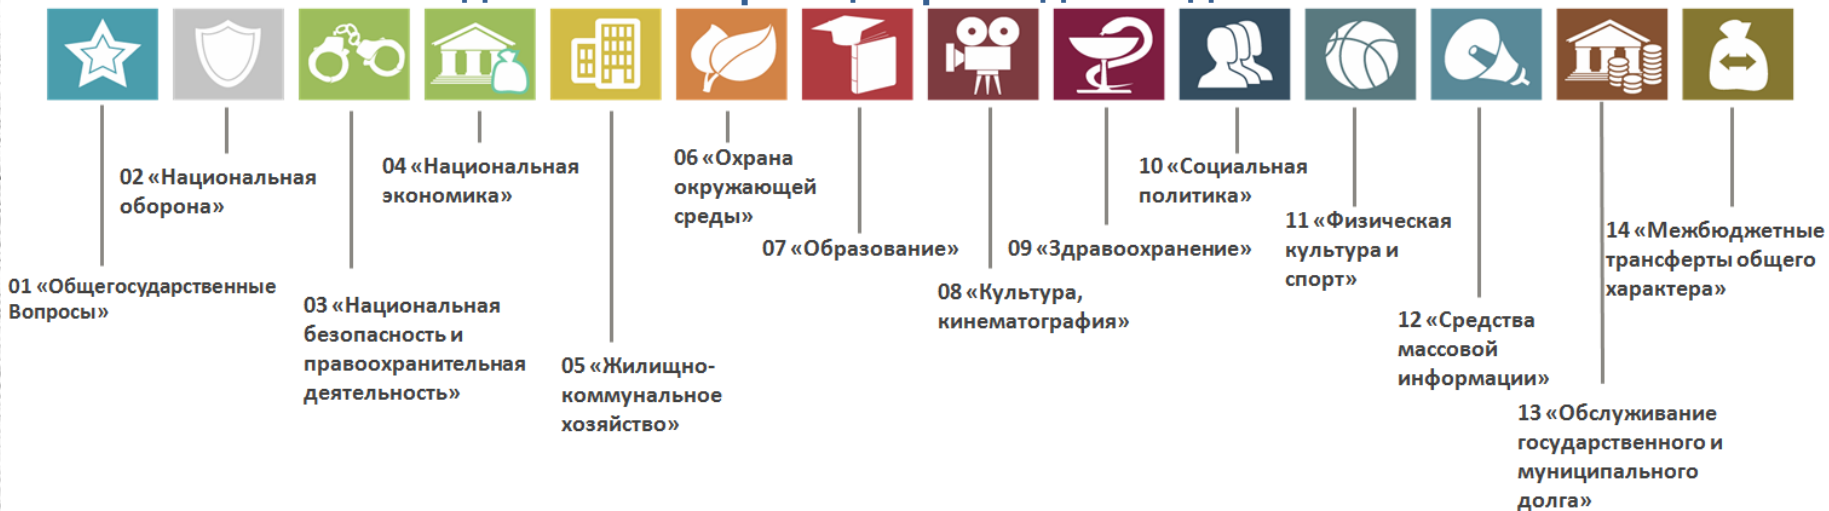 01 «Общегосударственные
Вопросы»
02 «Национальная
оборона»
03 «Национальная
безопасность и
правоохранительная
деятельность»
04 «Национальная
экономика»
05 «Жилищно-
коммунальное
хозяйство»
06 «Охрана
окружающей
среды»
07 «Образование»
08 «Культура,
кинематография»
09 «Здравоохранение»
10 «Социальная
политика»
11 «Физическая
культура и
спорт»
12 «Средства
массовой
информации»
13 «Обслуживание
государственного и
муниципального
долга»
14 «Межбюджетные
трансферты общего
характера»